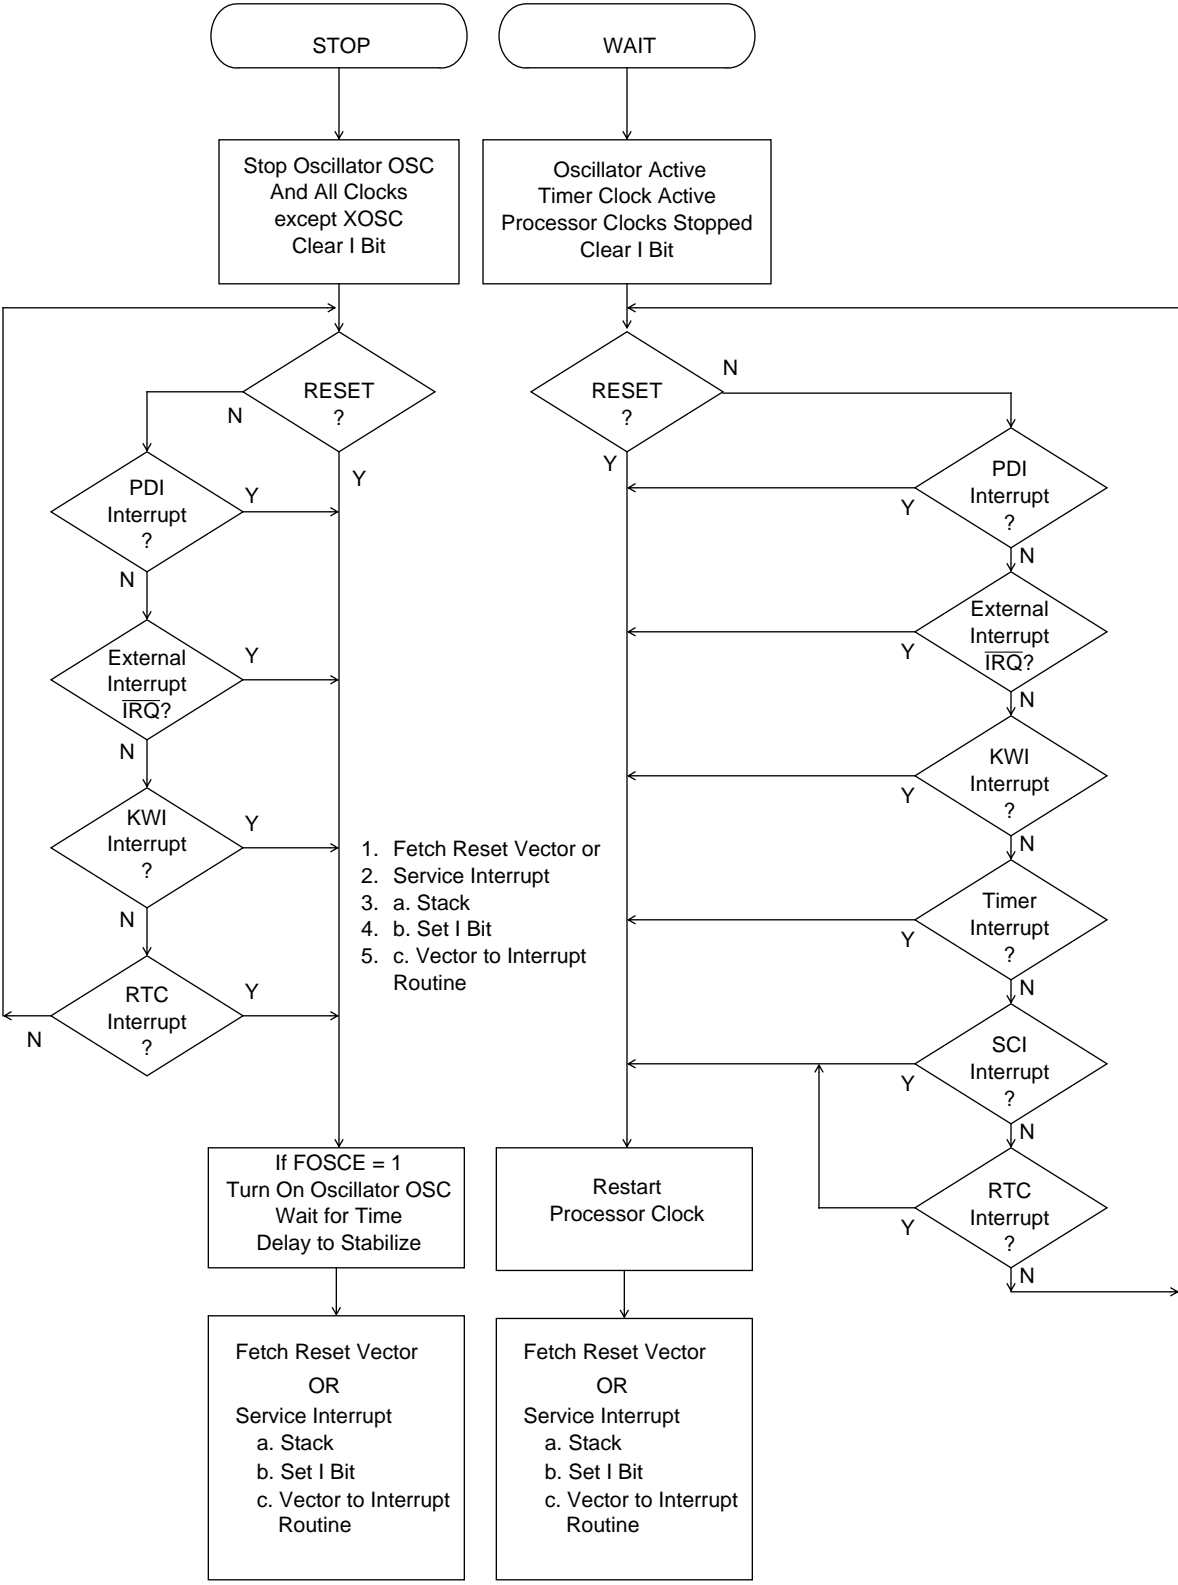 STOP
Stop Oscillator OSC
And All Clocks
except XOSC
Clear I Bit
RESET
?
N
Y
PDI
Interrupt
?
Y
N
External
Interrupt
IRQ?
Y
N
KWI
Interrupt
?
Y
N
RTC
Interrupt
?
Y
N
1. Fetch Reset Vector or
2. Service Interrupt
3. a. Stack
4. b. Set I Bit
5. c. Vector to Interrupt
Routine
If FOSCE = 1
Turn On Oscillator OSC
Wait for Time
Delay to Stabilize
Fetch Reset Vector
OR
Service Interrupt
a. Stack
b. Set I Bit
c. Vector to Interrupt
Routine
WAIT
Oscillator Active
Timer Clock Active
Processor Clocks Stopped
Clear I Bit
RESET
?
N
Y
PDI
Interrupt
?
Y
N
External
Interrupt
IRQ?
Y
N
KWI
Interrupt
?
Y
N
Timer
Interrupt
?
Y
N
SCI
Interrupt
?
Y
N
RTC
Interrupt
?
Y
N
Restart
Processor Clock
Fetch Reset Vector
OR
Service Interrupt
a. Stack
b. Set I Bit
c. Vector to Interrupt
Routine